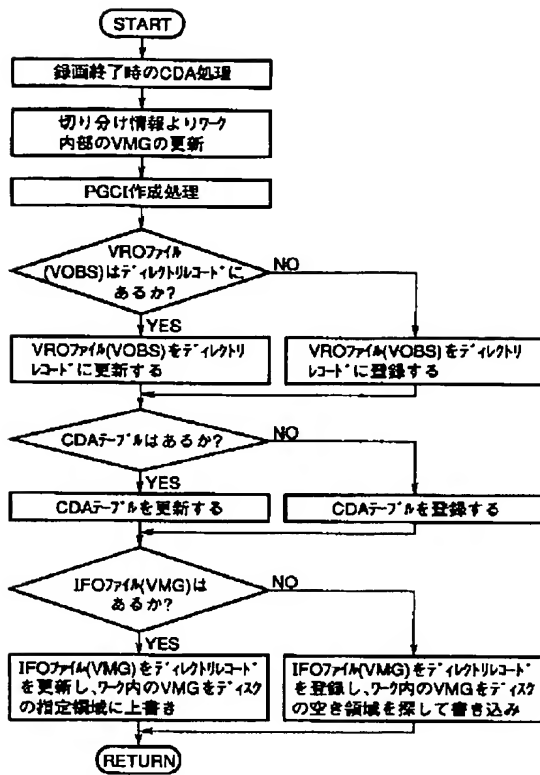 START
録画終了時のCDA処理
切り分け情報よりワーク
内部のVMGの更新
PGCI作成処理
VROファイル
(VOBS)はディレクトリレコードに
あるか?
NO
YES
VROファイル(VOBS)をディレクトリ
レコードに更新する
VROファイル(VOBS)をディレクトリ
レコードに登録する
CDAテーブルはあるか?
NO
YES
CDAテーブルを更新する
CDAテーブルを登録する
IFOファイル(VMG)は
あるか?
NO
YES
IFOファイル(VMG)をディレクトリレコード
を更新し、ワーク内のVMGをディスク
の指定領域に上書き
IFOファイル(VMG)をディレクトリレコード
を登録し、ワーク内のVMGをディスク
の空き領域を探して書き込み
RETURN